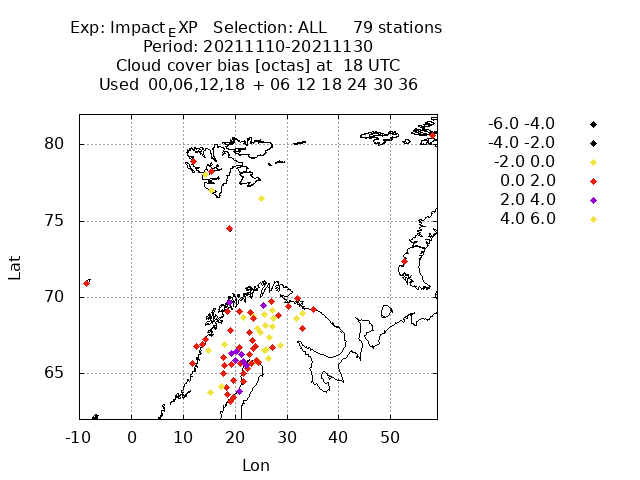 Exp: Impact_EXP   Selection: ALL     79 stations
Period: 20211110-20211130
Cloud cover bias [octas] at  18 UTC
Used  00,06,12,18  + 06 12 18 24 30 36
-6.0 -4.0
-4.0 -2.0
-2.0 0.0
0.0 2.0
2.0 4.0
4.0 6.0
80
75
70
65
Lat
-10 0 10 20 30 40 50
Lon